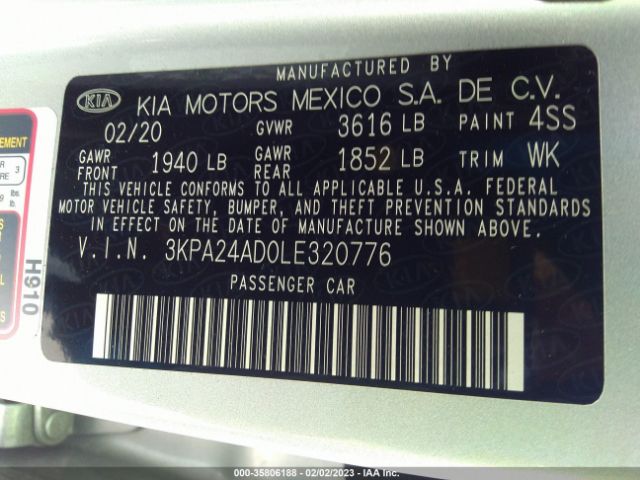 MANUFACTURED BY
KIA KIA MOTORS MEXICO S.A. DE C.V.
02/20 GVWR 3616 LB PAINT 4SS
GAWR FRONT 1940 LB GAWR REAR 1852 LB TRIM WK
THIS VEHICLE CONFORMS TO ALL APPLICABLE U.S.A. FEDERAL
MOTOR VEHICLE SAFETY, BUMPER, AND THEFT PREVENTION STANDARDS
IN EFFECT ON THE DATE OF MANUFACTURE SHOWN ABOVE.
V.I.N. 3KPA24AD0LE320776
PASSENGER CAR
H910
000-35806188 - 02/02/2023 - IAA Inc.